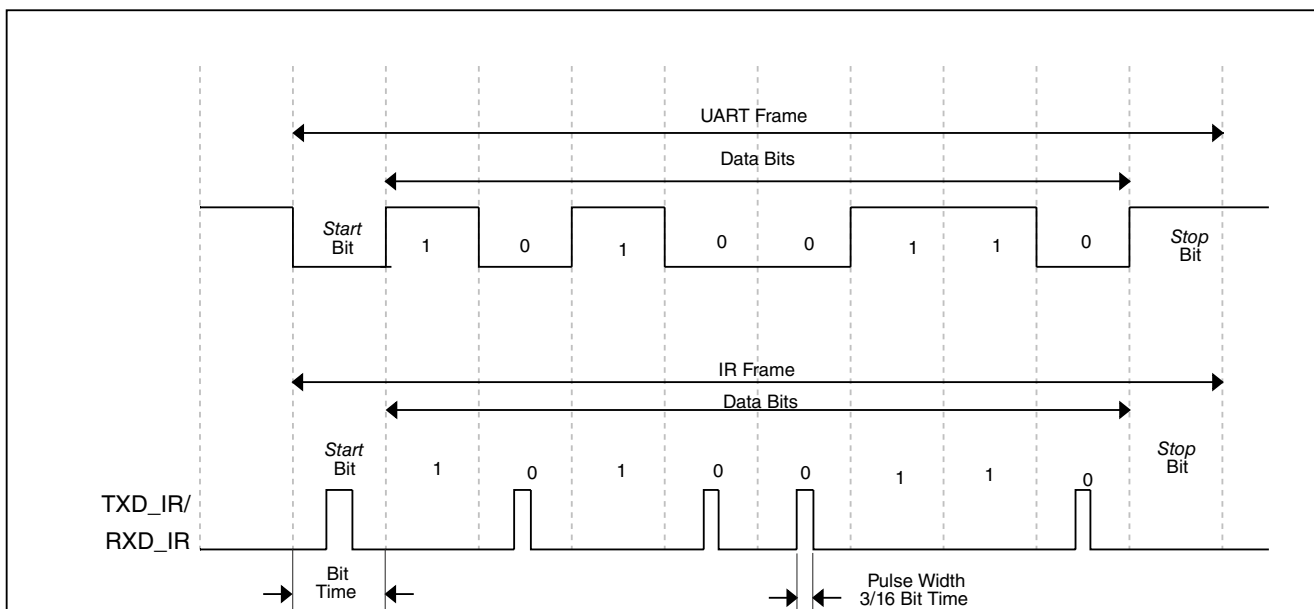 UART Frame
Data Bits
Start
Bit
1 0 1 0 0 1 1 0
Stop
Bit
IR Frame
Data Bits
Start
Bit
1 0 1 0 0 1 1 0
Stop
Bit
TXD_IR/
RXD_IR
Bit
Time
Pulse Width
3/16 Bit Time